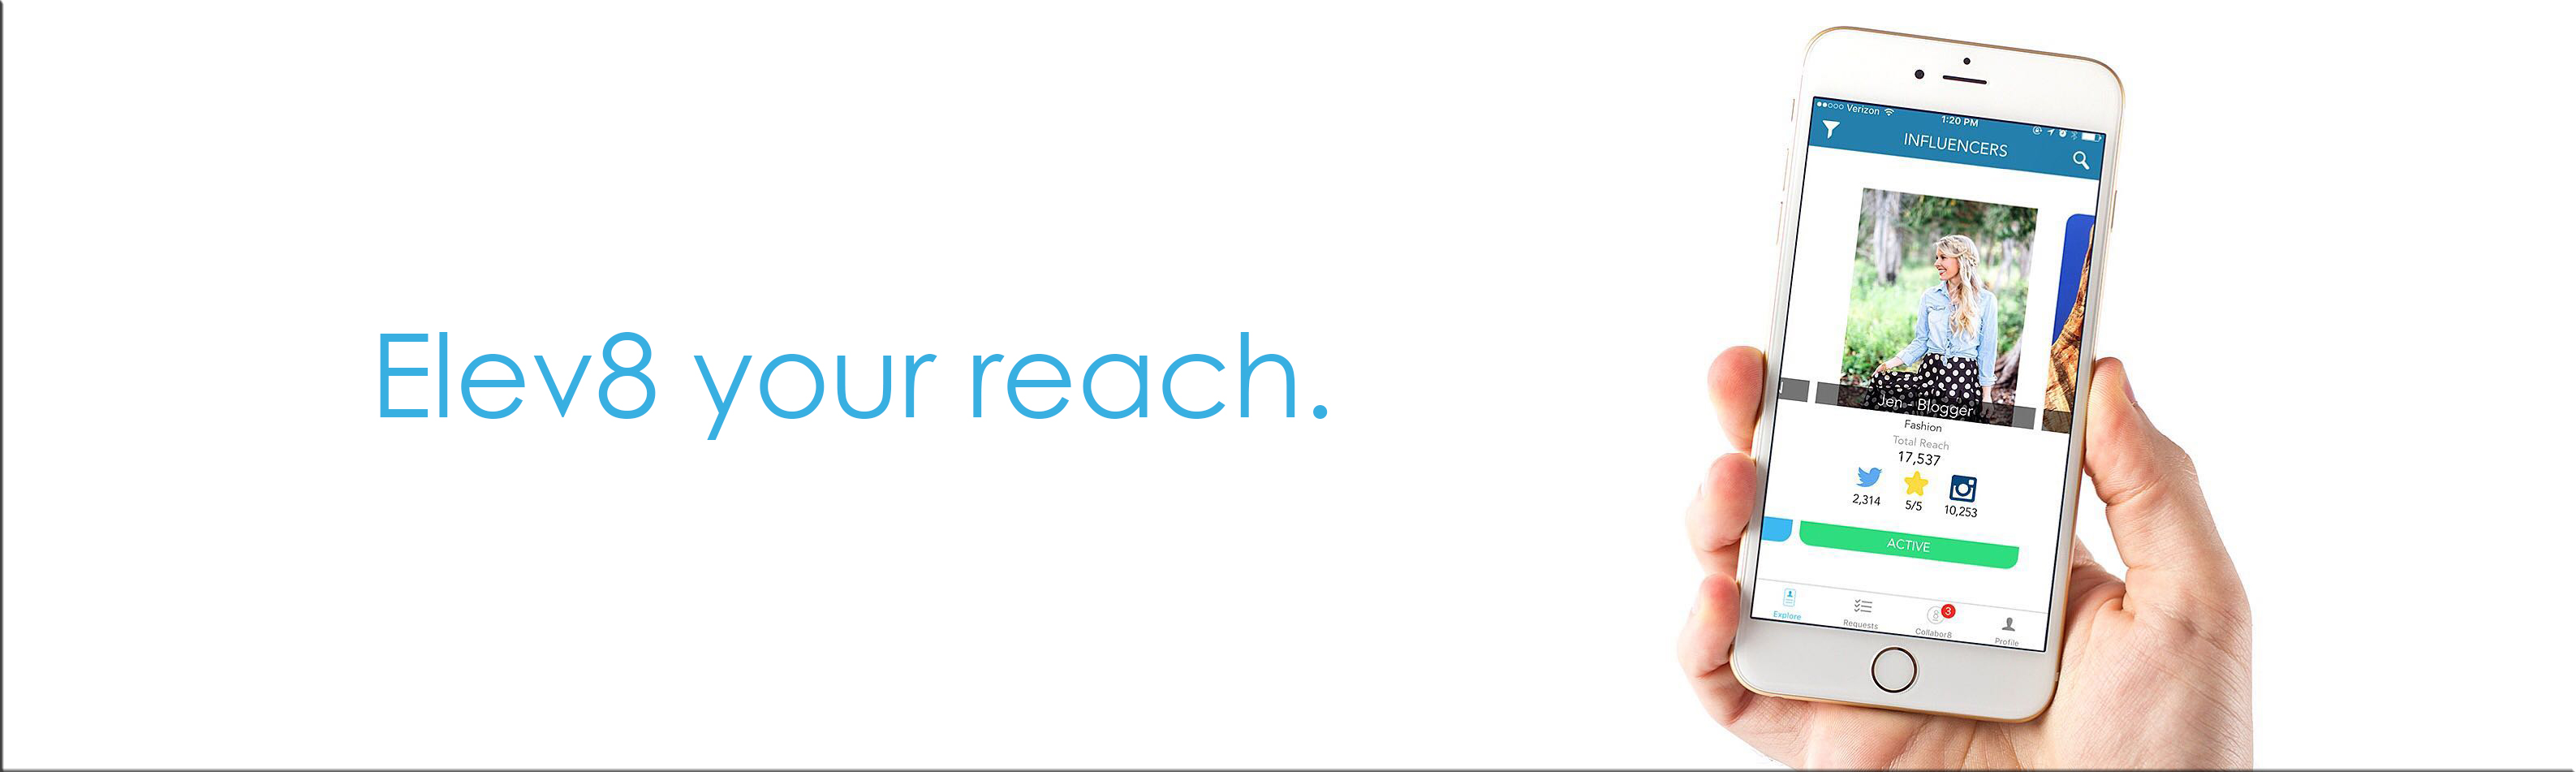 Elev8 your reach.
Verizon
1:20 PM
INFLUENCERS
Jen - Blogger
Fashion
Total Reach
17,537
2,314
5/5
10,253
ACTIVE
Explore
Requests
3
Collabor8
Profile